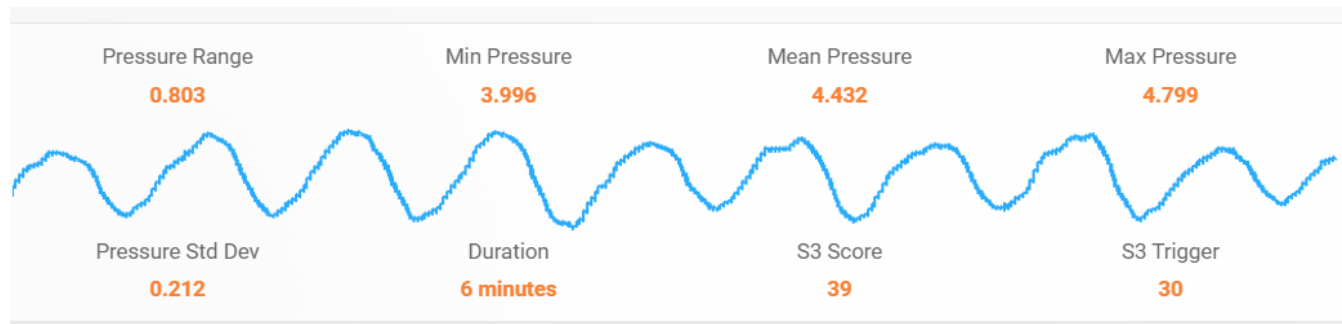 Pressure Range Min Pressure Mean Pressure Max Pressure
0.803 3.996 4.432 4.799
Pressure Std Dev Duration S3 Score S3 Trigger
0.212 6 minutes 39 30